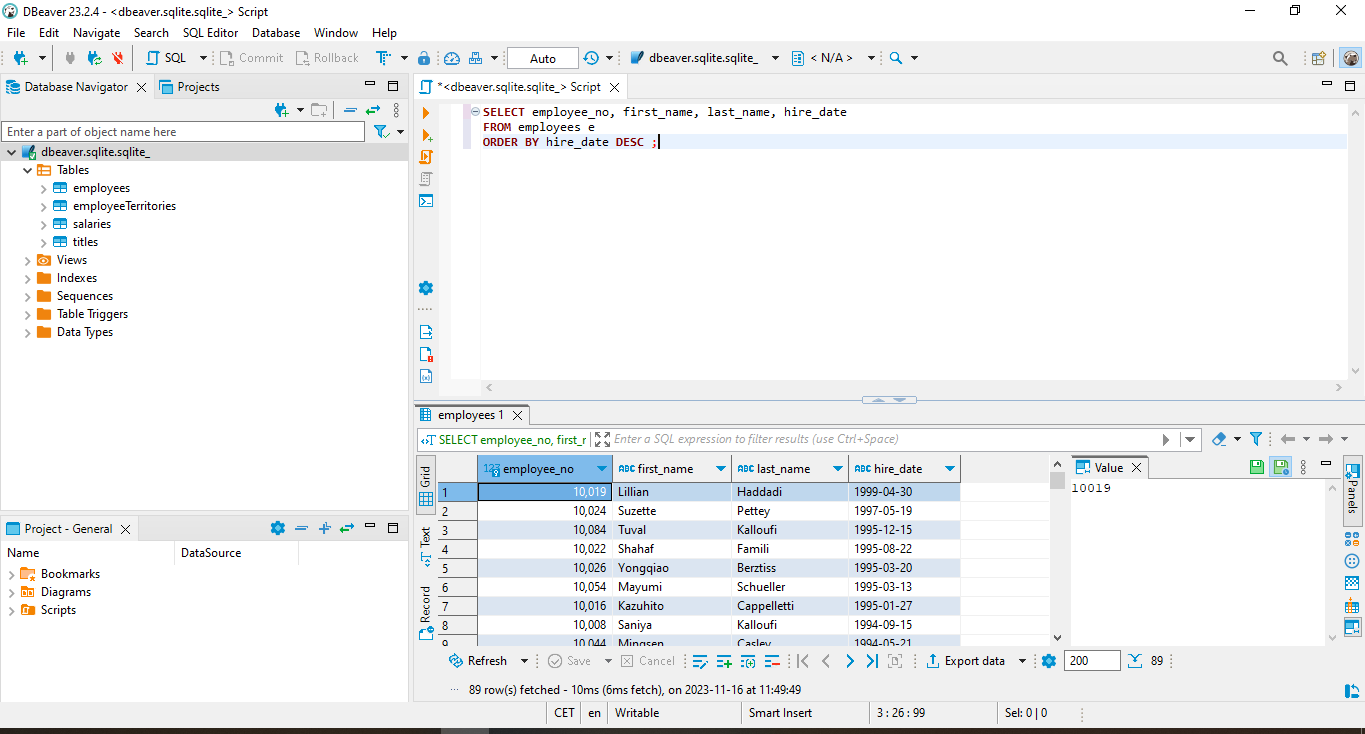 DBeaver 23.2.4 - <dbeaver.sqlite.sqlite_> Script
File Edit Navigate Search SQL Editor Database Window Help
SQL Commit Rollback Auto dbeaver.sqlite.sqlite_ < N/A >
Database Navigator Projects
Enter a part of object name here
dbeaver.sqlite.sqlite_
Tables
employees
employeeTerritories
salaries
titles
Views
Indexes
Sequences
Table Triggers
Data Types
Project - General
Name DataSource
Bookmarks
Diagrams
Scripts
*<dbeaver.sqlite.sqlite_> Script
SELECT employee_no, first_name, last_name, hire_date
FROM employees e
ORDER BY hire_date DESC ;
employees 1
SELECT employee_no, first_r Enter a SQL expression to filter results (use Ctrl+Space)
Grid
Text
Record
123 employee_no ABC first_name ABC last_name ABC hire_date
1 10,019 Lillian Haddadi 1999-04-30
2 10,024 Suzette Pettey 1997-05-19
3 10,084 Tuval Kalloufi 1995-12-15
4 10,022 Shahaf Famili 1995-08-22
5 10,026 Yongqiao Berztiss 1995-03-20
6 10,054 Mayumi Schueller 1995-03-13
7 10,016 Kazuhito Cappelletti 1995-01-27
8 10,008 Saniya Kalloufi 1994-09-15
9 10,044 Mingsen Casley 1994-05-21
Value
10019
Panels
Refresh Save Cancel Export data 200 89
89 row(s) fetched - 10ms (6ms fetch), on 2023-11-16 at 11:49:49
CET en Writable Smart Insert 3 : 26 : 99 Sel: 0 | 0